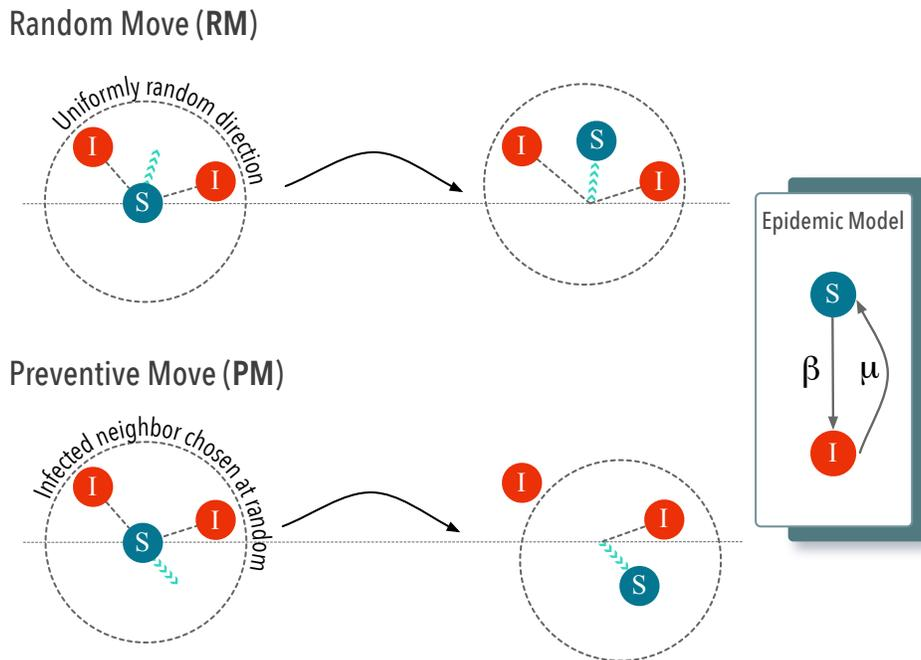 Random Move (RM)
Uniformly random direction
I
I
S
I
S
I
Preventive Move (PM)
Infected neighbor chosen at random
I
I
S
I
I
S
Epidemic Model
S
β
μ
I